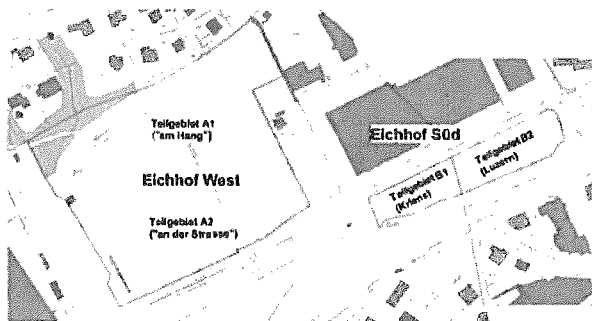 Teilgebiet A1
("am Hang")
Eichhof West
Teilgebiet A2
("an der Strasse")
Eichhof Süd
Teilgebiet B1
(Kriens)
Teilgebiet B2
(Luzern)